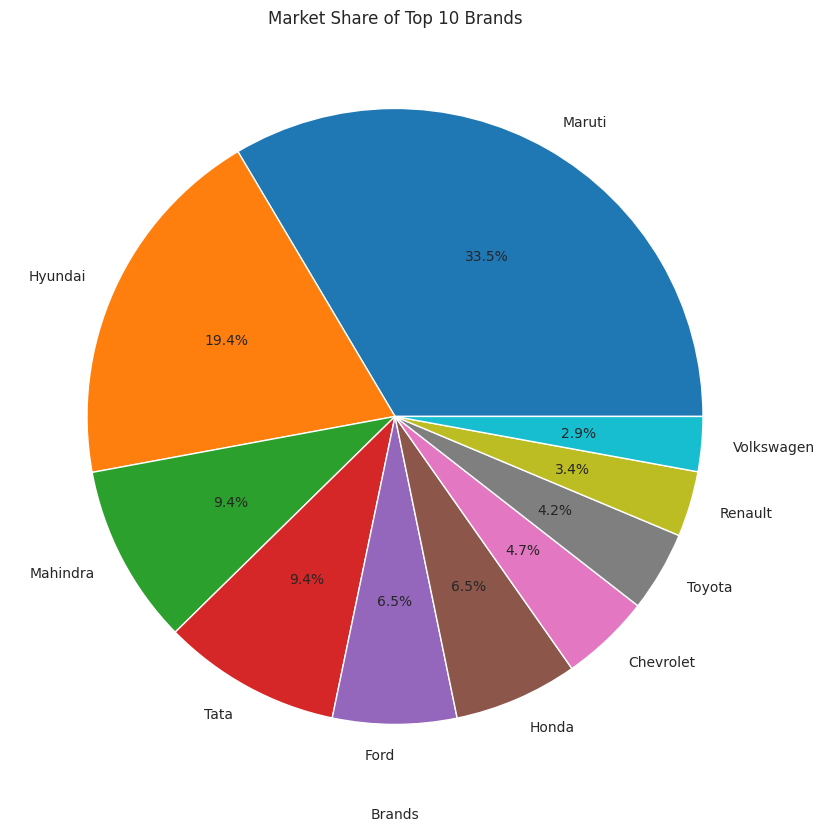 Market Share of Top 10 Brands
Maruti
33.5%
Hyundai
19.4%
Mahindra
9.4%
Tata
9.4%
Ford
6.5%
Honda
6.5%
Chevrolet
4.7%
Toyota
4.2%
Renault
3.4%
Volkswagen
2.9%
Brands